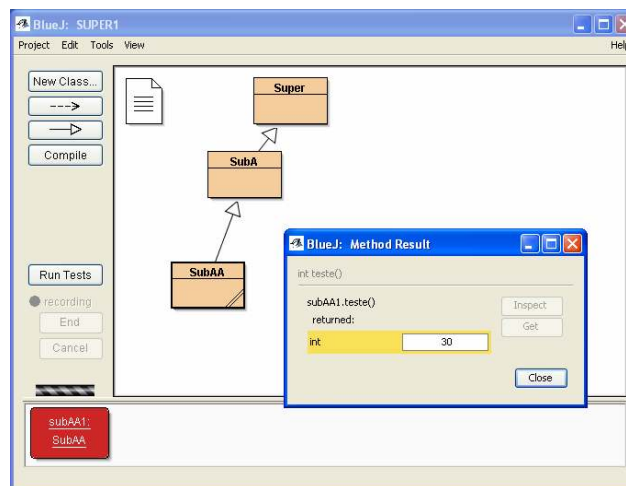 BlueJ: SUPER1
Project Edit Tools View Help
New Class...
Compile
Super
SubA
SubAA
Run Tests
recording
End
Cancel
BlueJ: Method Result
int teste()
subAA1.teste()
returned:
int 30
Inspect
Get
Close
subAA1:
SubAA